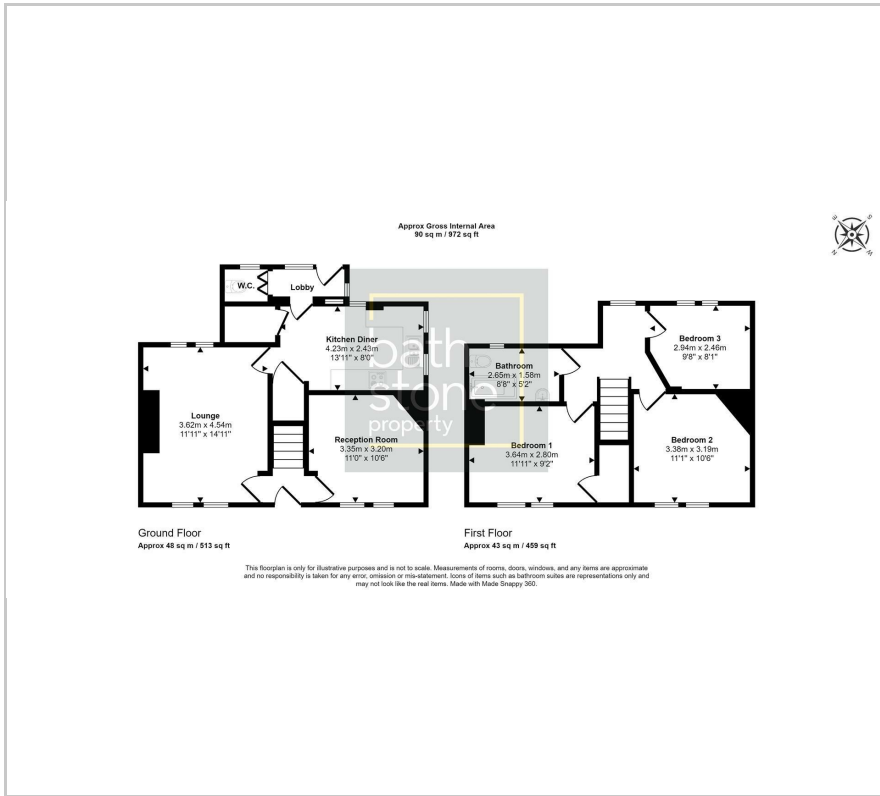 Approx Gross Internal Area
90 sq m / 972 sq ft
S
E
W
N
W.C.
Lobby
Kitchen Diner
4.23m x 2.43m
13'11" x 8'0"
Lounge
3.62m x 4.54m
11'11" x 14'11"
Reception Room
3.35m x 3.20m
11'0" x 10'6"
Bathroom
2.65m x 1.58m
8'8" x 5'2"
Bedroom 3
2.94m x 2.46m
9'8" x 8'1"
Bedroom 1
3.64m x 2.80m
11'11" x 9'2"
Bedroom 2
3.38m x 3.19m
11'1" x 10'6"
bath
stone
property
Ground Floor
Approx 48 sq m / 513 sq ft
First Floor
Approx 43 sq m / 459 sq ft
This floorplan is only for illustrative purposes and is not to scale. Measurements of rooms, doors, windows, and any items are approximate
and no responsibility is taken for any error, omission or mis-statement. Icons of items such as bathroom suites are representations only and
may not look like the real items. Made with Made Snappy 360.